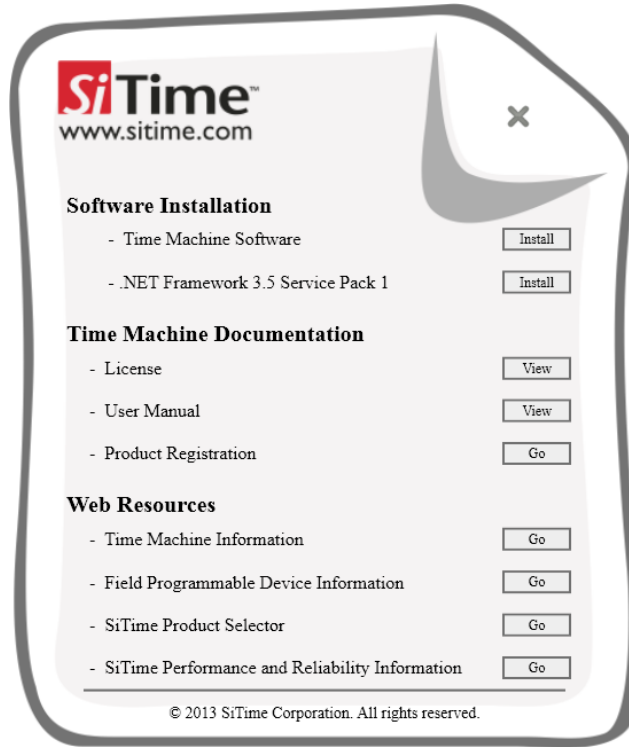 SiTime™
www.sitime.com
Software Installation
- Time Machine Software Install
- .NET Framework 3.5 Service Pack 1 Install
Time Machine Documentation
- License View
- User Manual View
- Product Registration Go
Web Resources
- Time Machine Information Go
- Field Programmable Device Information Go
- SiTime Product Selector Go
- SiTime Performance and Reliability Information Go
© 2013 SiTime Corporation. All rights reserved.